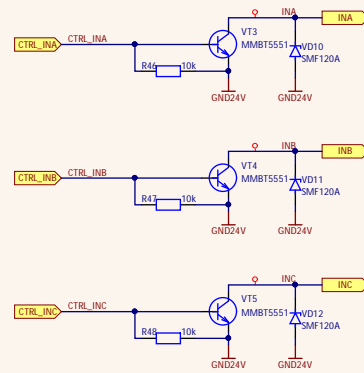 INA
INA
CTRL_INA
CTRL_INA
VT3
MMBT5551
VD10
SMF120A
R46
10k
GND24V
GND24V
INB
INB
CTRL_INB
CTRL_INB
VT4
MMBT5551
VD11
SMF120A
R47
10k
GND24V
GND24V
INC
INC
CTRL_INC
CTRL_INC
VT5
MMBT5551
VD12
SMF120A
R48
10k
GND24V
GND24V